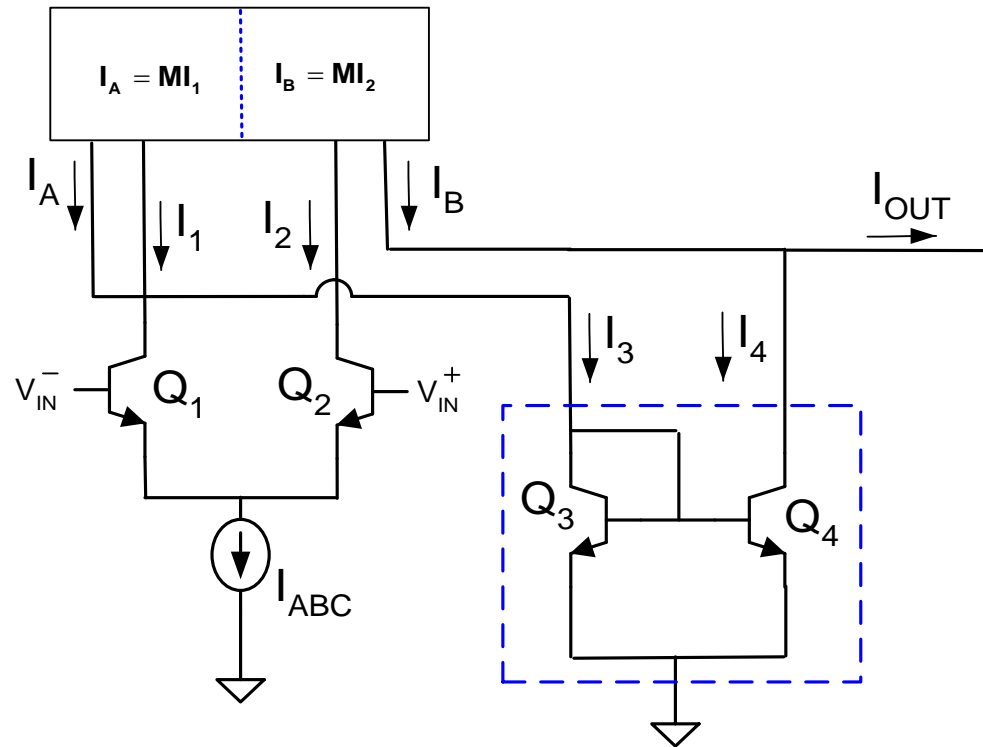 I_A = MI_1
I_B = MI_2
I_A
I_1
I_2
I_B
I_OUT
V_IN^-
Q_1
Q_2
V_IN^+
I_3
I_4
I_ABC
Q_3
Q_4